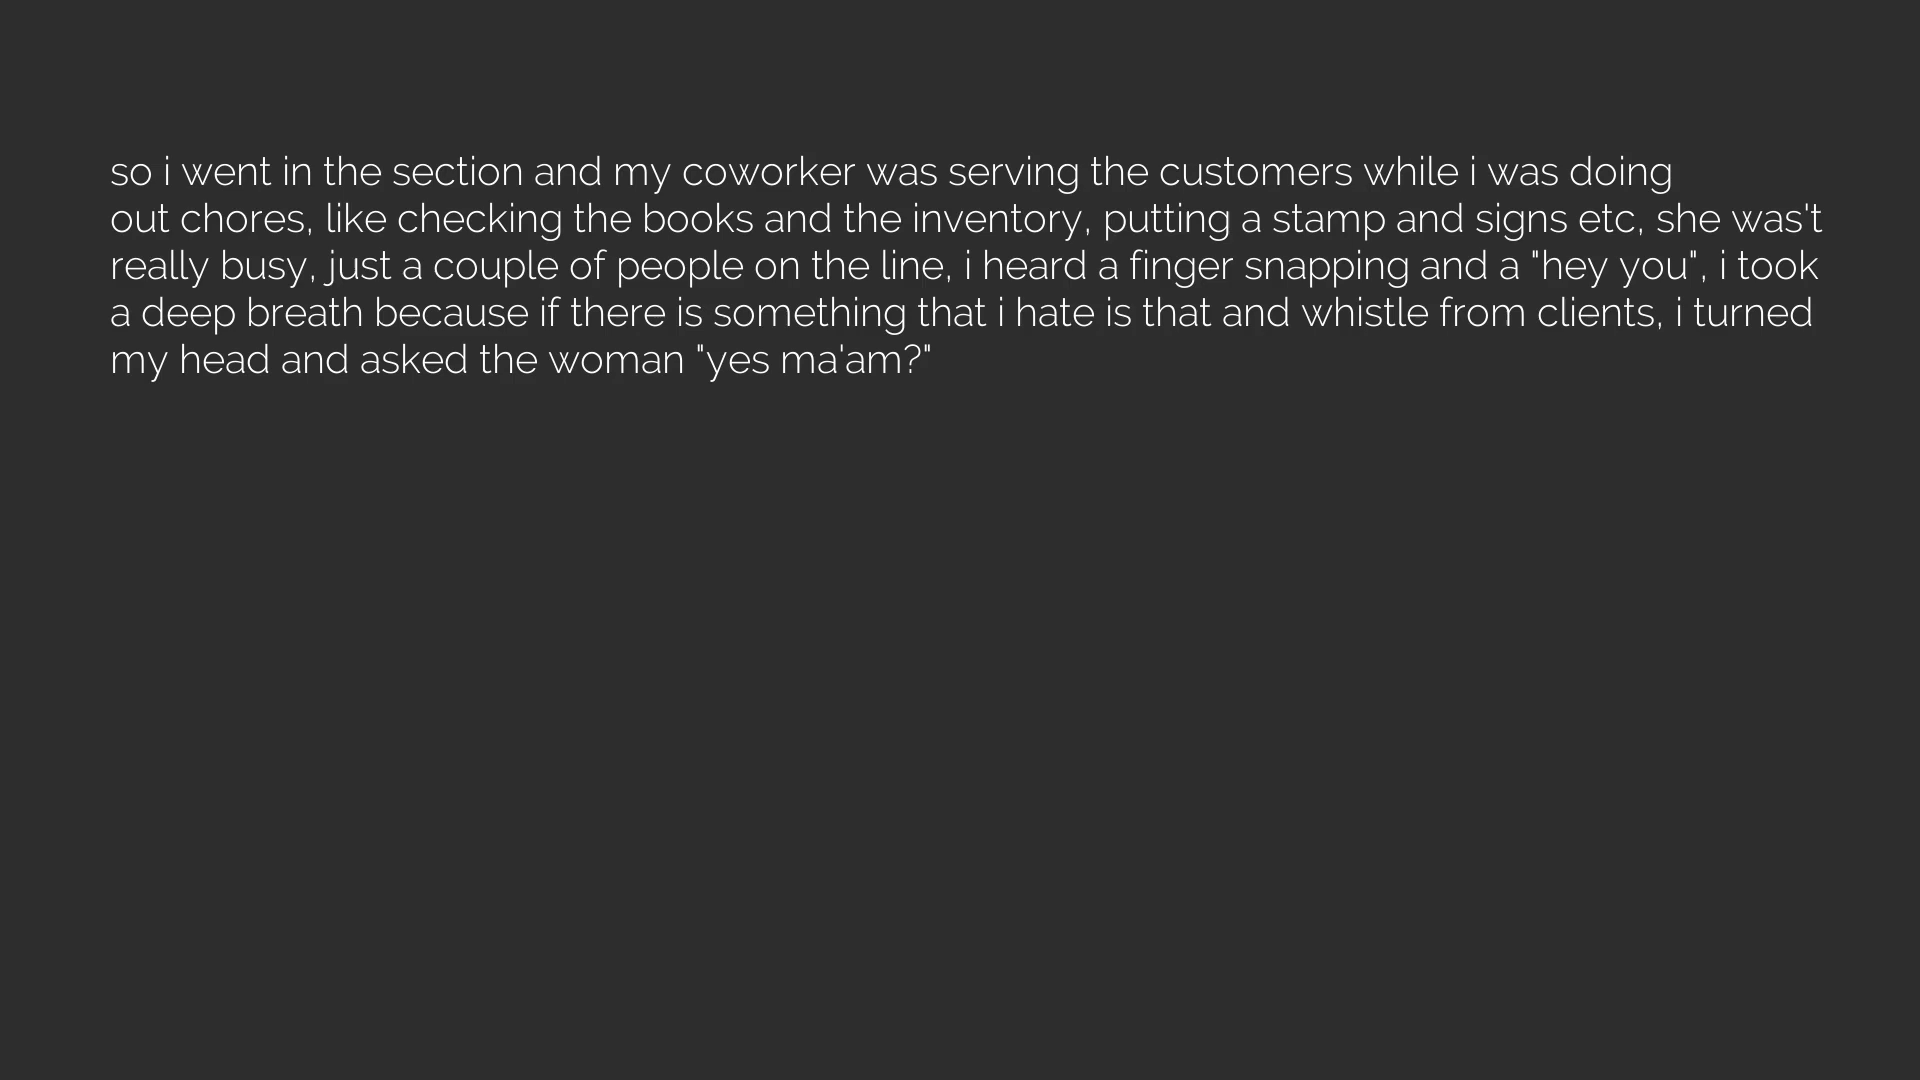 so i went in the section and my coworker was serving the customers while i was doing
out chores, like checking the books and the inventory, putting a stamp and signs etc, she was't
really busy, just a couple of people on the line, i heard a finger snapping and a "hey you", i took
a deep breath because if there is something that i hate is that and whistle from clients, i turned
my head and asked the woman "yes ma'am?"